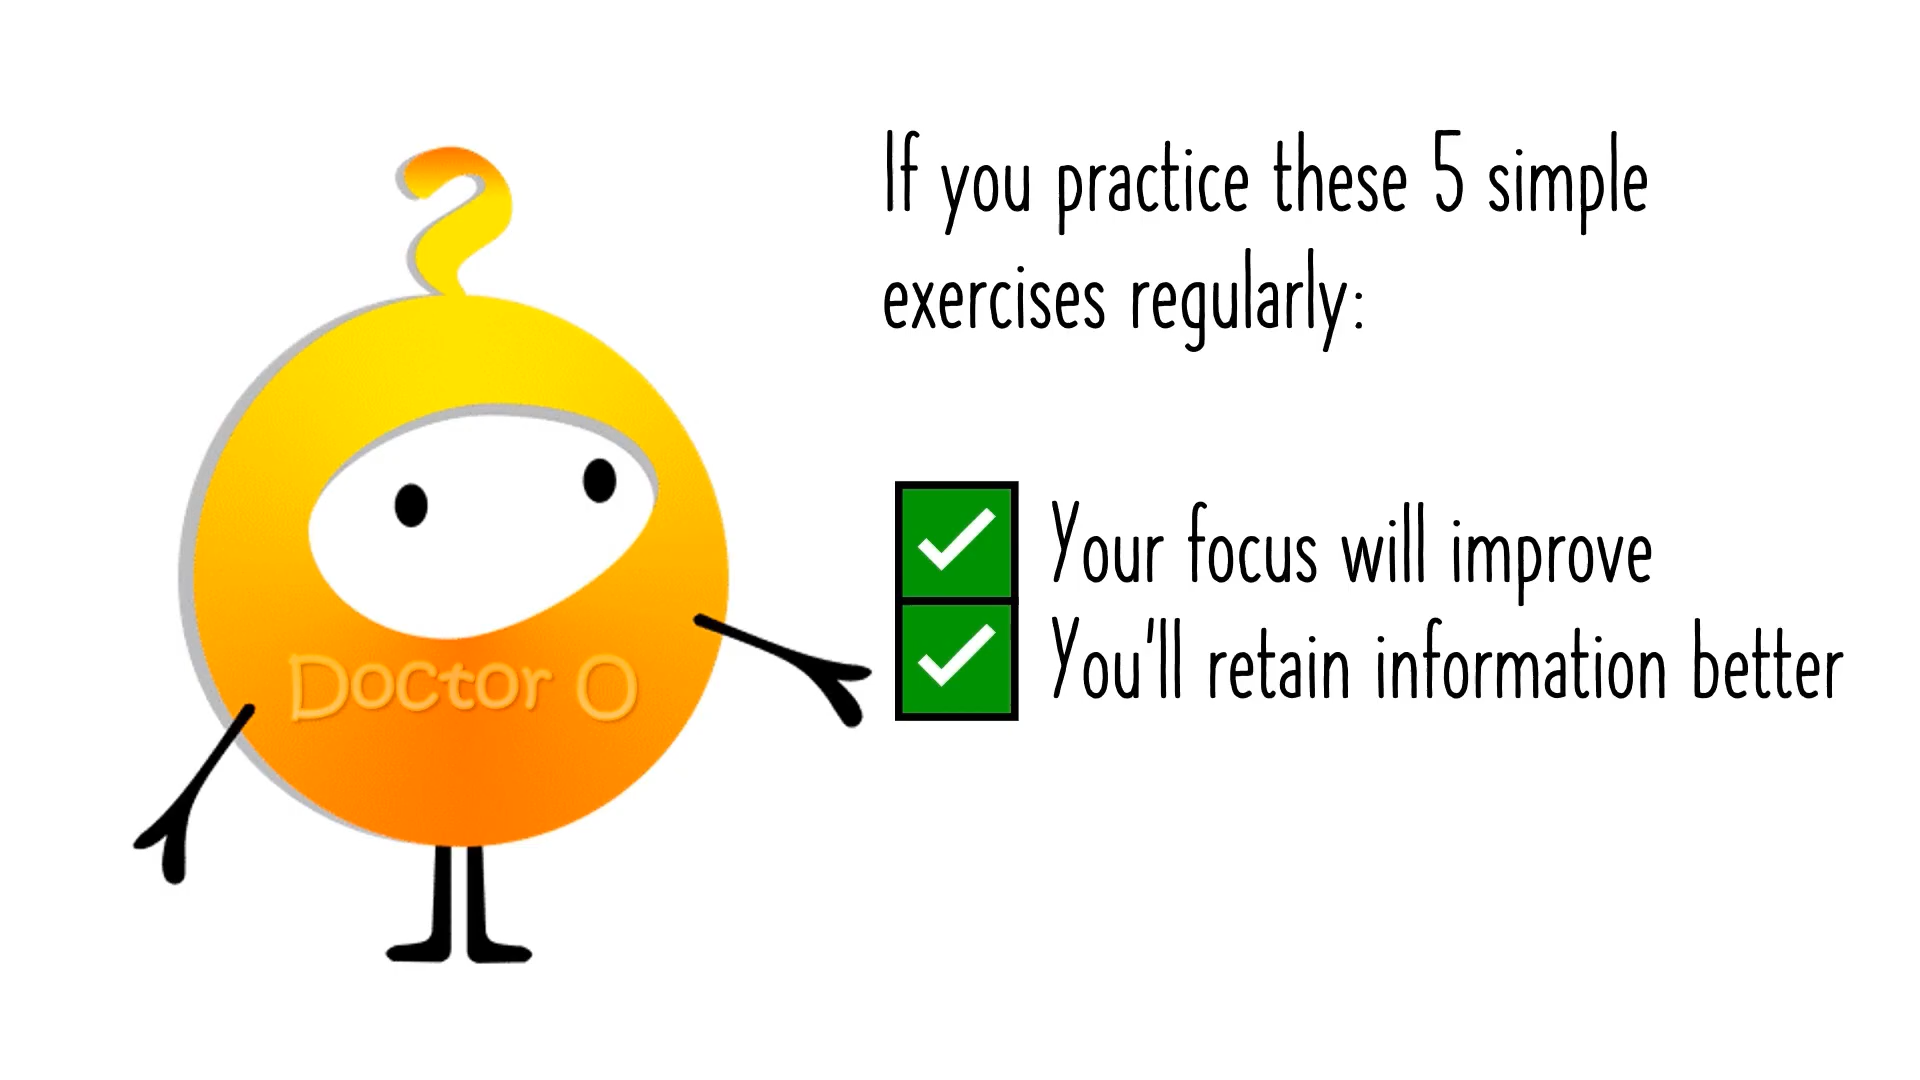 If you practice these 5 simple
exercises regularly:
Your focus will improve
You'll retain information better
Doctor O